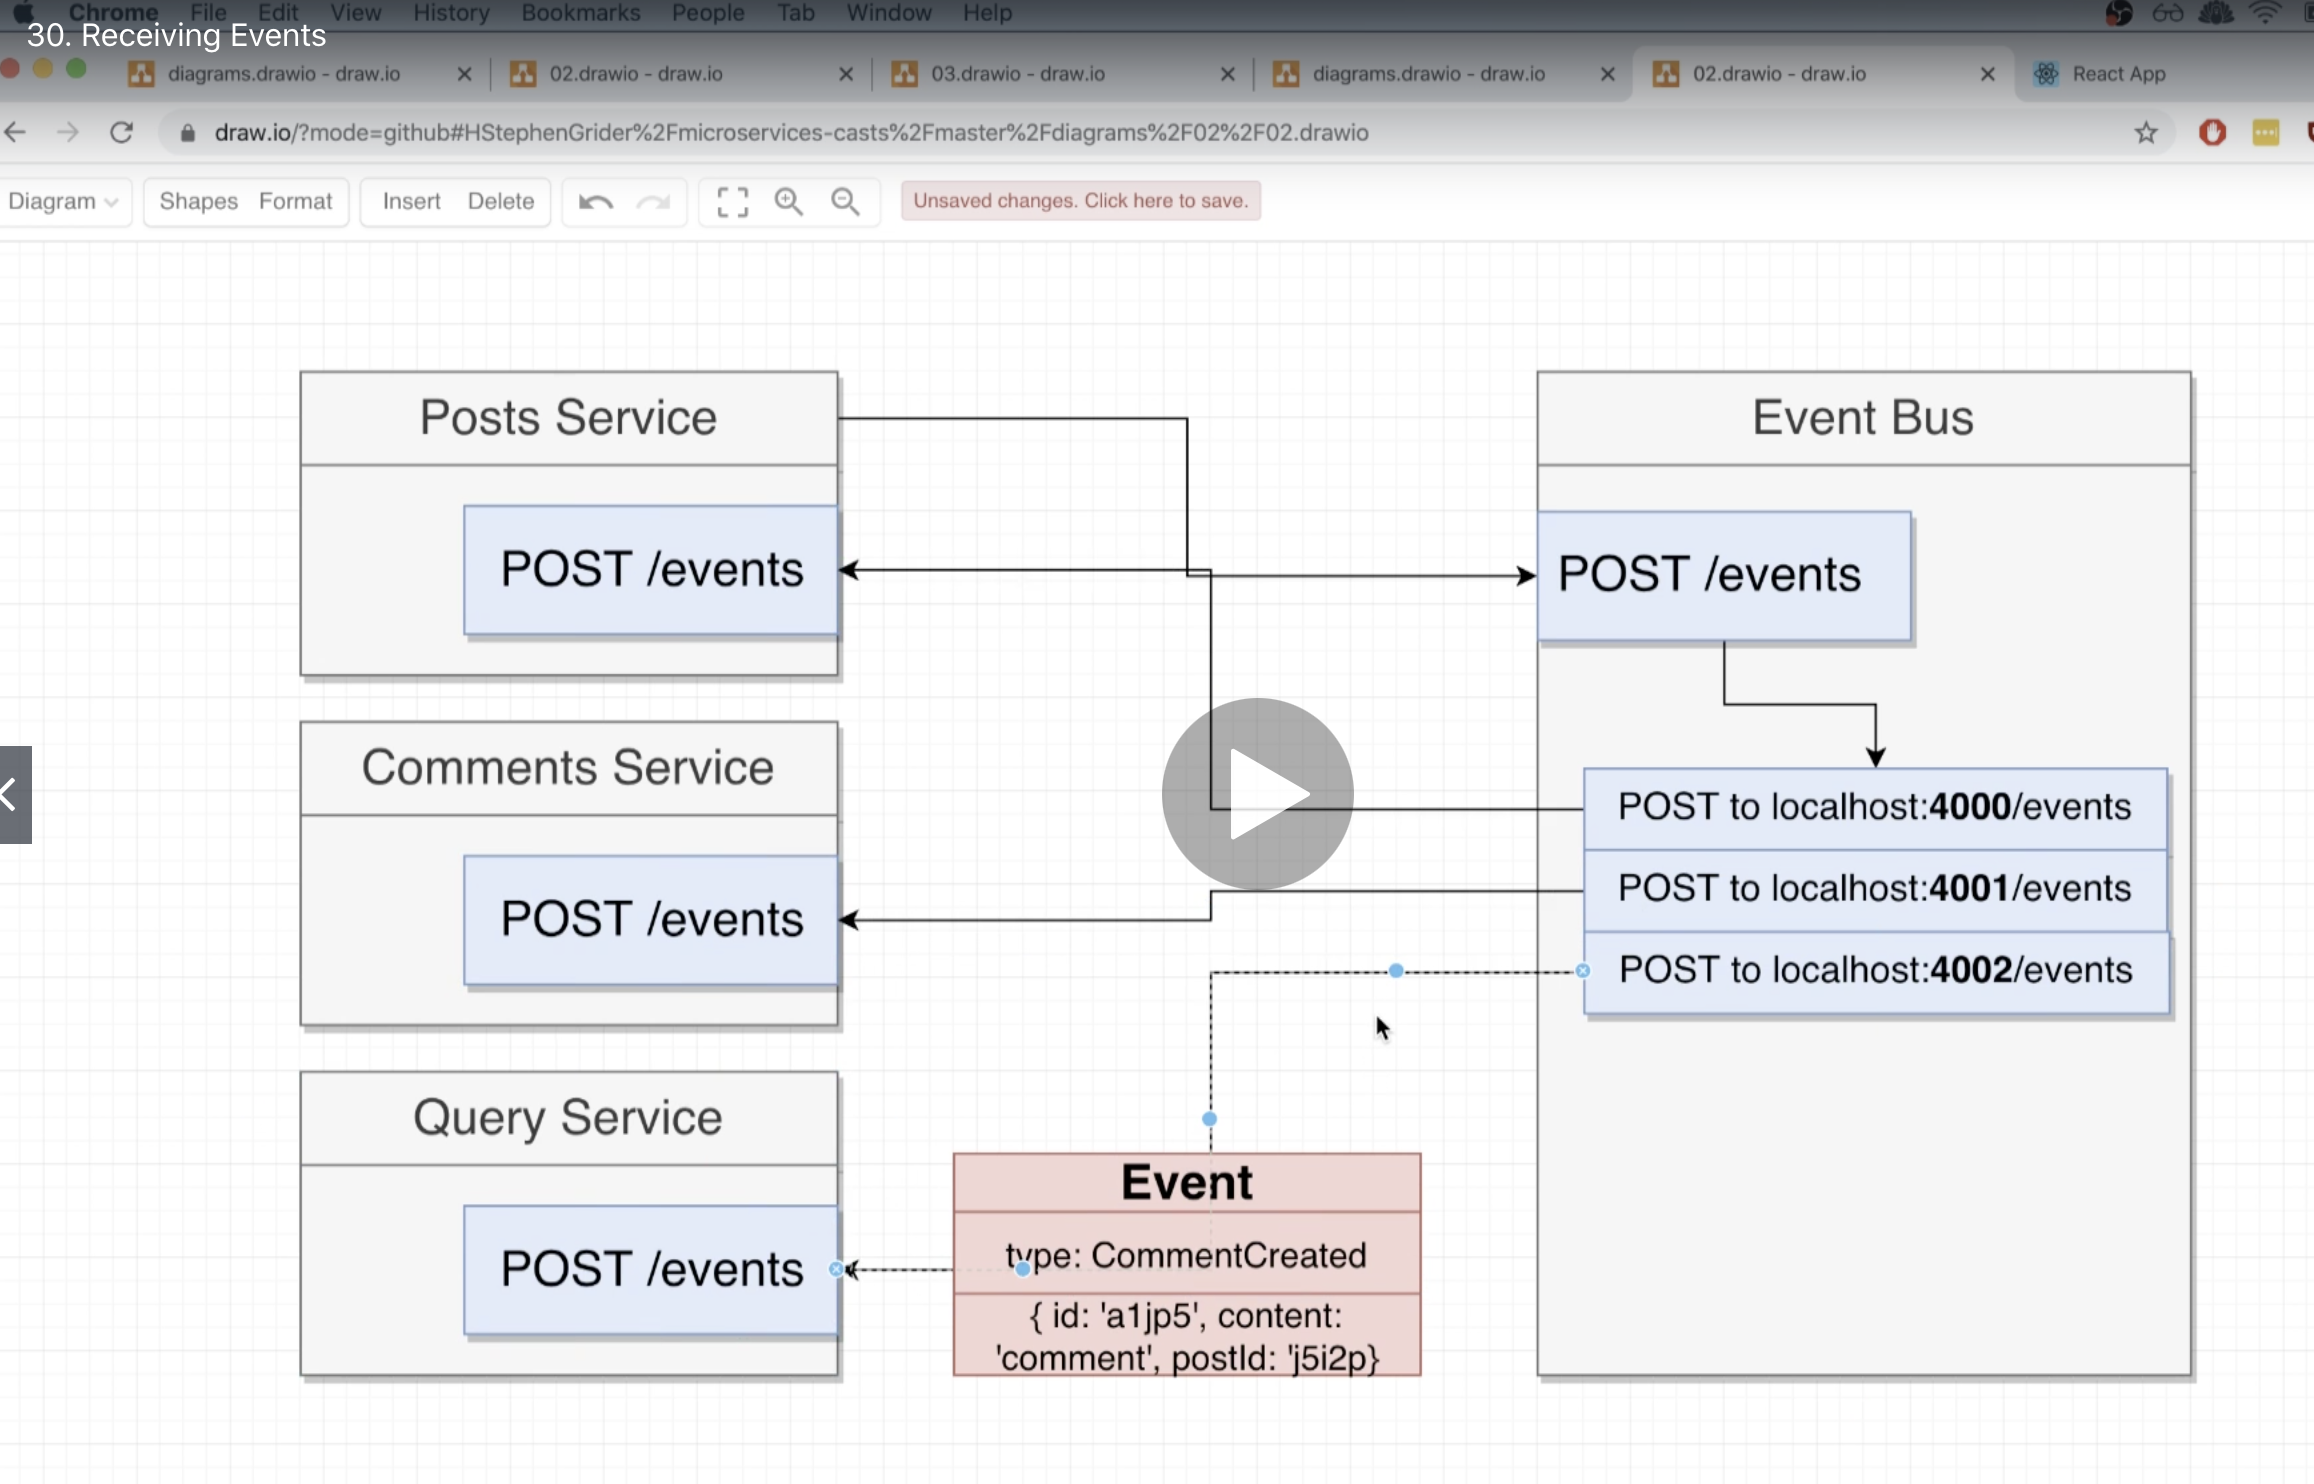 Chrome File Edit View History Bookmarks People Tab Window Help
30. Receiving Events
diagrams.drawio - draw.io
02.drawio - draw.io
03.drawio - draw.io
diagrams.drawio - draw.io
02.drawio - draw.io
React App
draw.io/?mode=github#HStephenGrider%2Fmicroservices-casts%2Fmaster%2Fdiagrams%2F02%2F02.drawio
Diagram Shapes Format Insert Delete Unsaved changes. Click here to save.
Posts Service
POST /events
Event Bus
POST /events
Comments Service
POST /events
POST to localhost:4000/events
POST to localhost:4001/events
POST to localhost:4002/events
Query Service
POST /events
Event
type: CommentCreated
{ id: 'a1jp5', content:
'comment', postId: 'j5i2p}